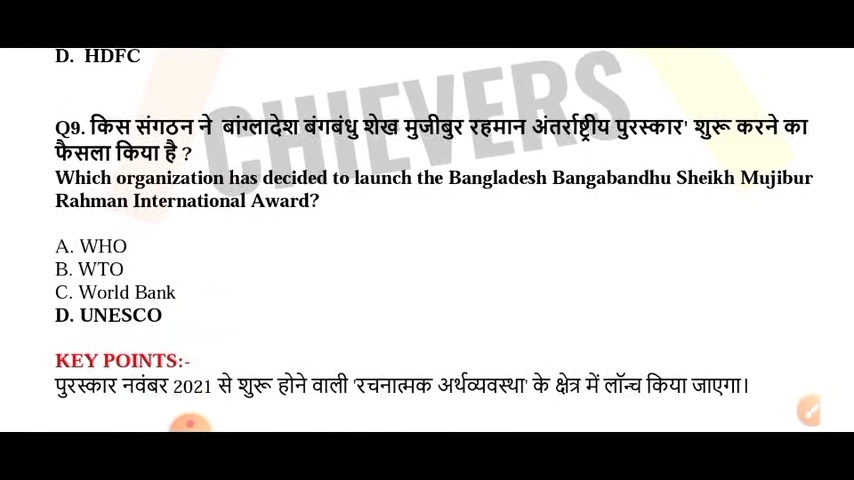 D. HDFC
CHIEVERS
Q9. किस संगठन ने 'बांग्लादेश बंगबंधु शेख मुजीबुर रहमान अंतर्राष्ट्रीय पुरस्कार' शुरू करने का
फैसला किया है ?
Which organization has decided to launch the Bangladesh Bangabandhu Sheikh Mujibur
Rahman International Award?
A. WHO
B. WTO
C. World Bank
D. UNESCO
KEY POINTS:-
पुरस्कार नवंबर 2021 से शुरू होने वाली 'रचनात्मक अर्थव्यवस्था' के क्षेत्र में लॉन्च किया जाएगा।